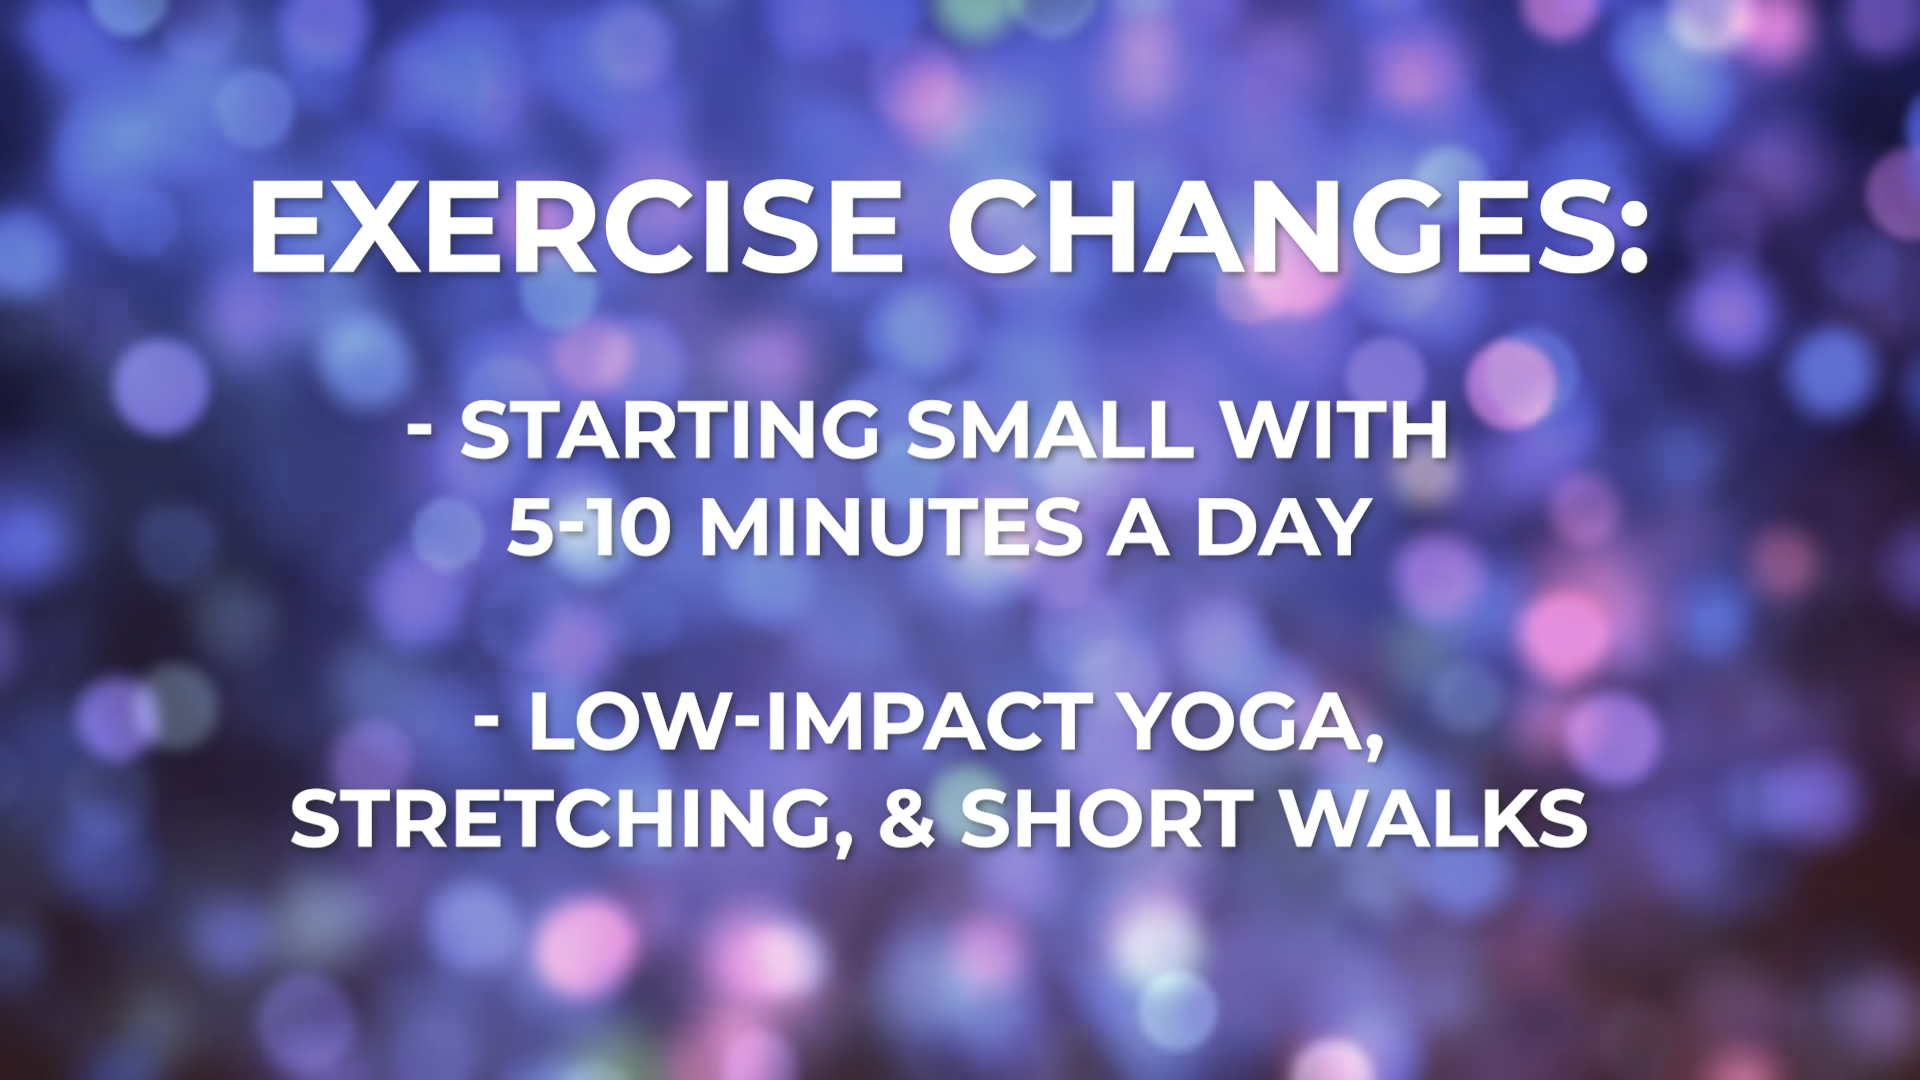 EXERCISE CHANGES:
- STARTING SMALL WITH
5-10 MINUTES A DAY
- LOW-IMPACT YOGA,
STRETCHING, & SHORT WALKS